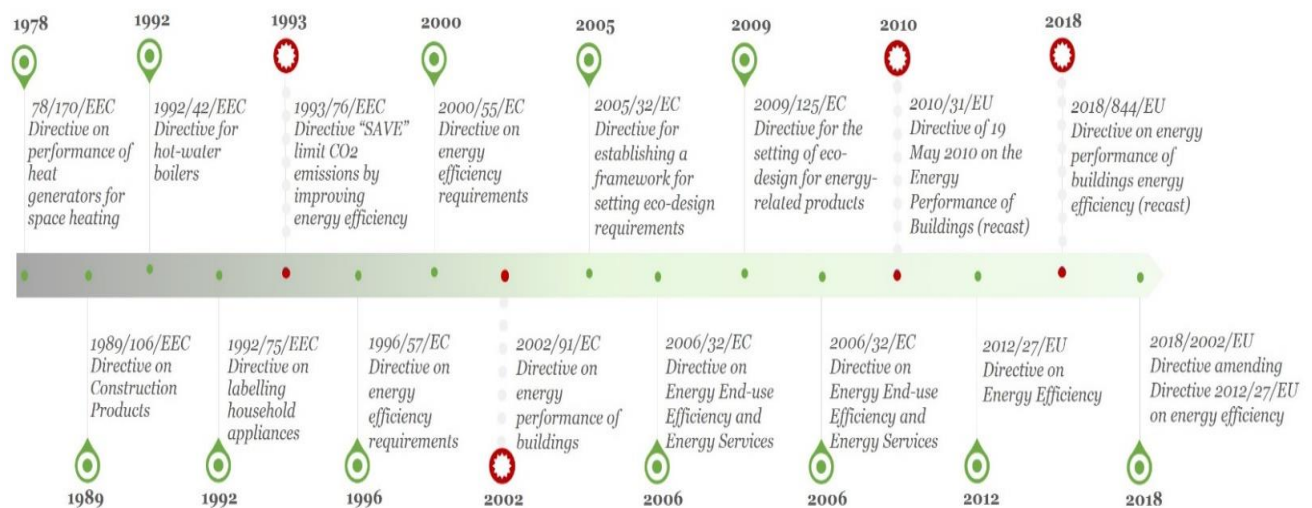 1978
78/170/EEC
Directive on
performance of
heat
generators for
space heating
1992
1992/42/EEC
Directive for
hot-water
boilers
1993
1993/76/EEC
Directive “SAVE”
limit CO2
emissions by
improving
energy efficiency
2000
2000/55/EC
Directive on
energy
efficiency
requirements
2005
2005/32/EC
Directive for
establishing a
framework for
setting eco-design
requirements
2009
2009/125/EC
Directive for the
setting of eco-
design for energy-
related products
2010
2010/31/EU
Directive of 19
May 2010 on the
Energy
Performance of
Buildings (recast)
2018
2018/844/EU
Directive on energy
performance of
buildings energy
efficiency (recast)
1989/106/EEC
Directive on
Construction
Products
1989
1992/75/EEC
Directive on
labelling
household
appliances
1992
1996/57/EC
Directive on
energy
efficiency
requirements
1996
2002/91/EC
Directive on
energy
performance of
buildings
2002
2006/32/EC
Directive on
Energy End-use
Efficiency and
Energy Services
2006
2006/32/EC
Directive on
Energy End-use
Efficiency and
Energy Services
2006
2012/27/EU
Directive on
Energy Efficiency
2012
2018/2002/EU
Directive amending
Directive 2012/27/EU
on energy efficiency
2018